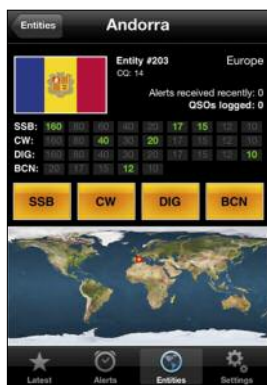 Entities
Andorra
Entity #203 Europe
CQ: 14
Alerts received recently: 0
QSOs logged: 0
SSB: 160 80 60 40 20 17 15 12 10
CW: 160 80 40 30 20 17 15 12 10
DIG: 160 80 40 30 20 17 15 12 10
BCN: 20 17 15 12 10
SSB CW DIG BCN
Latest Alerts Entities Settings